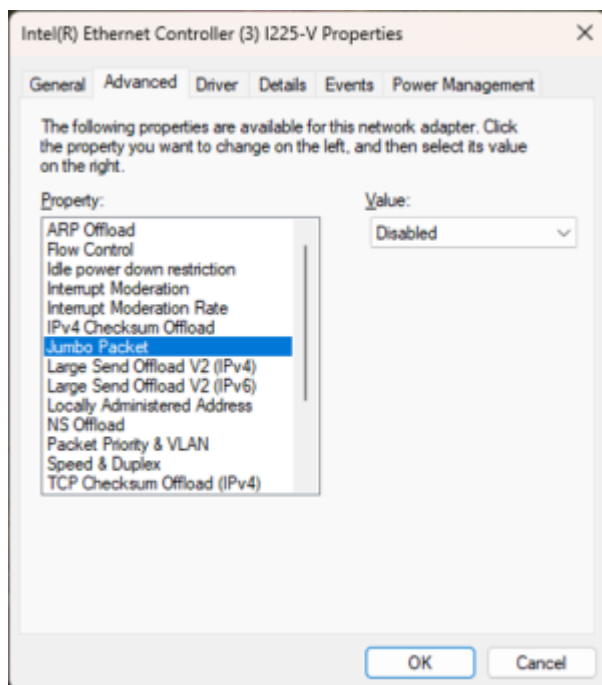 Intel(R) Ethernet Controller (3) I225-V Properties
General Advanced Driver Details Events Power Management
The following properties are available for this network adapter. Click
the property you want to change on the left, and then select its value
on the right.
Property:
Value:
ARP Offload
Flow Control
Idle power down restriction
Interrupt Moderation
Interrupt Moderation Rate
IPv4 Checksum Offload
Jumbo Packet
Large Send Offload V2 (IPv4)
Large Send Offload V2 (IPv6)
Locally Administered Address
NS Offload
Packet Priority & VLAN
Speed & Duplex
TCP Checksum Offload (IPv4)
Disabled
OK Cancel